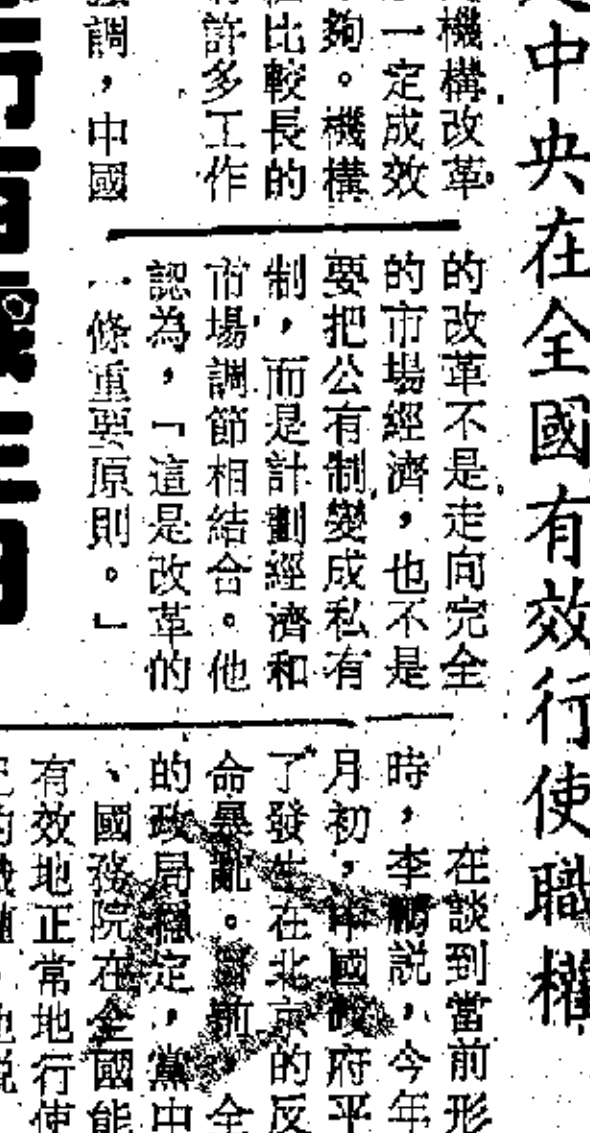 中央在全國有效行使職權
機構改革
一定成效
夠。機構
比較長的
許多工作
調，中國
的改革不是走向完全
的市場經濟，也不是
要把公有制變成私有
制，而是計劃經濟和
市場調節相結合。他
認為，「這是改革的
一條重要原則。」
在談到當前形
時，李鵬説，今年
月初，中國政府平
了發生在北京的反
命暴亂。目前，全
的政局穩定，黨中
、國務院在全國能
有效地正常地行使